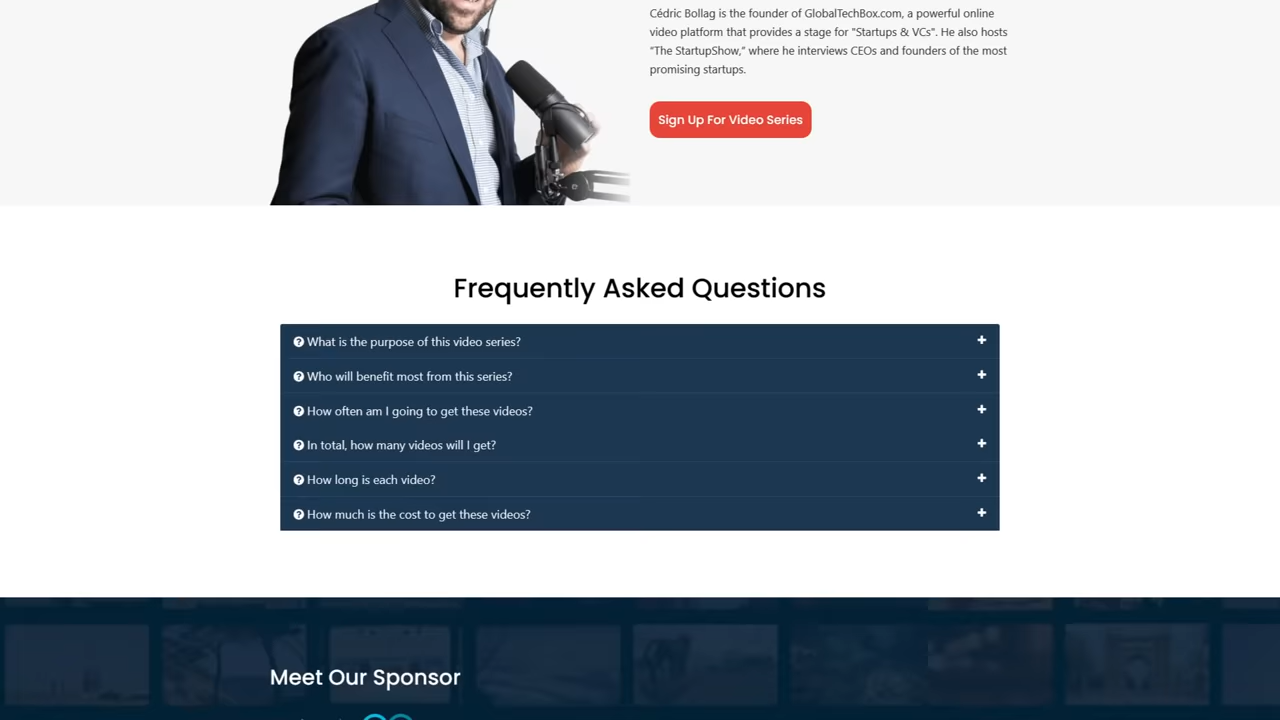 Cédric Bollag is the founder of GlobalTechBox.com, a powerful online
video platform that provides a stage for "Startups & VCs". He also hosts
"The StartupShow," where he interviews CEOs and founders of the most
promising startups.
Sign Up For Video Series
Frequently Asked Questions
What is the purpose of this video series?
Who will benefit most from this series?
How often am I going to get these videos?
In total, how many videos will I get?
How long is each video?
How much is the cost to get these videos?
Meet Our Sponsor